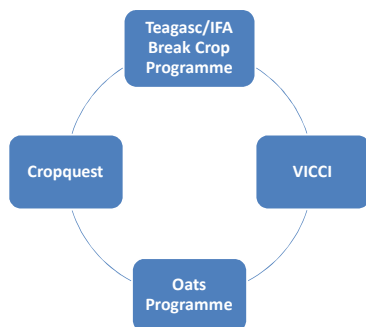 Teagasc/IFA
Break Crop
Programme
Cropquest
VICCI
Oats
Programme